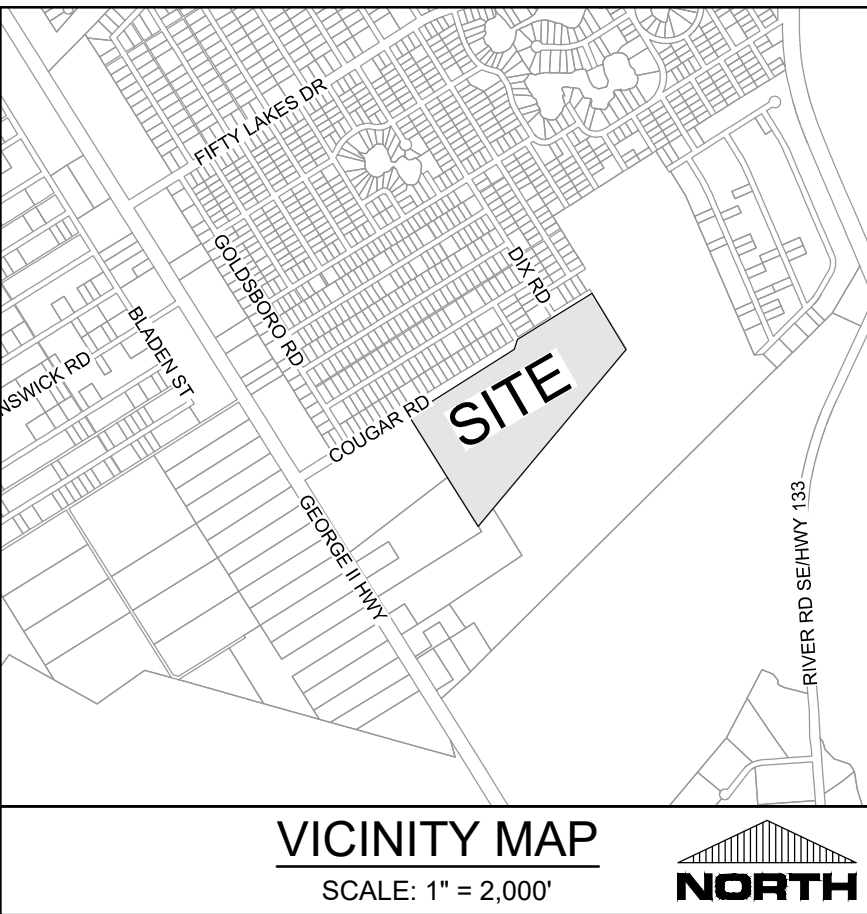 FIFTY LAKES DR
GOLDSBORO RD
DIX RD
BLADEN ST
NSWICK RD
COUGAR RD
SITE
GEORGE II HWY
RIVER RD SE/HWY 133
VICINITY MAP
SCALE: 1" = 2,000'
NORTH